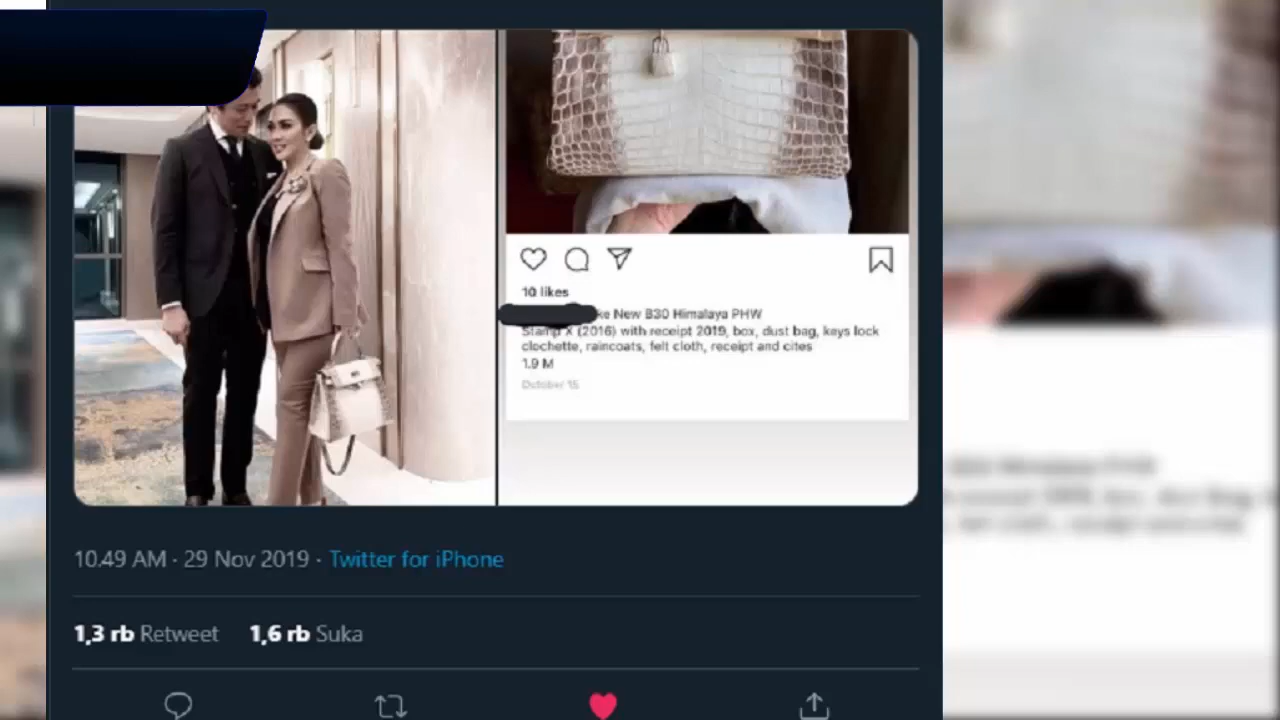 10 likes
ke New B30 Himalaya PHW
Stamp X (2016) with receipt 2019, box, dust bag, keys lock
clochette, raincoats, felt cloth, receipt and cites
1.9 M
October 15
10.49 AM · 29 Nov 2019 · Twitter for iPhone
1,3 rb Retweet 1,6 rb Suka